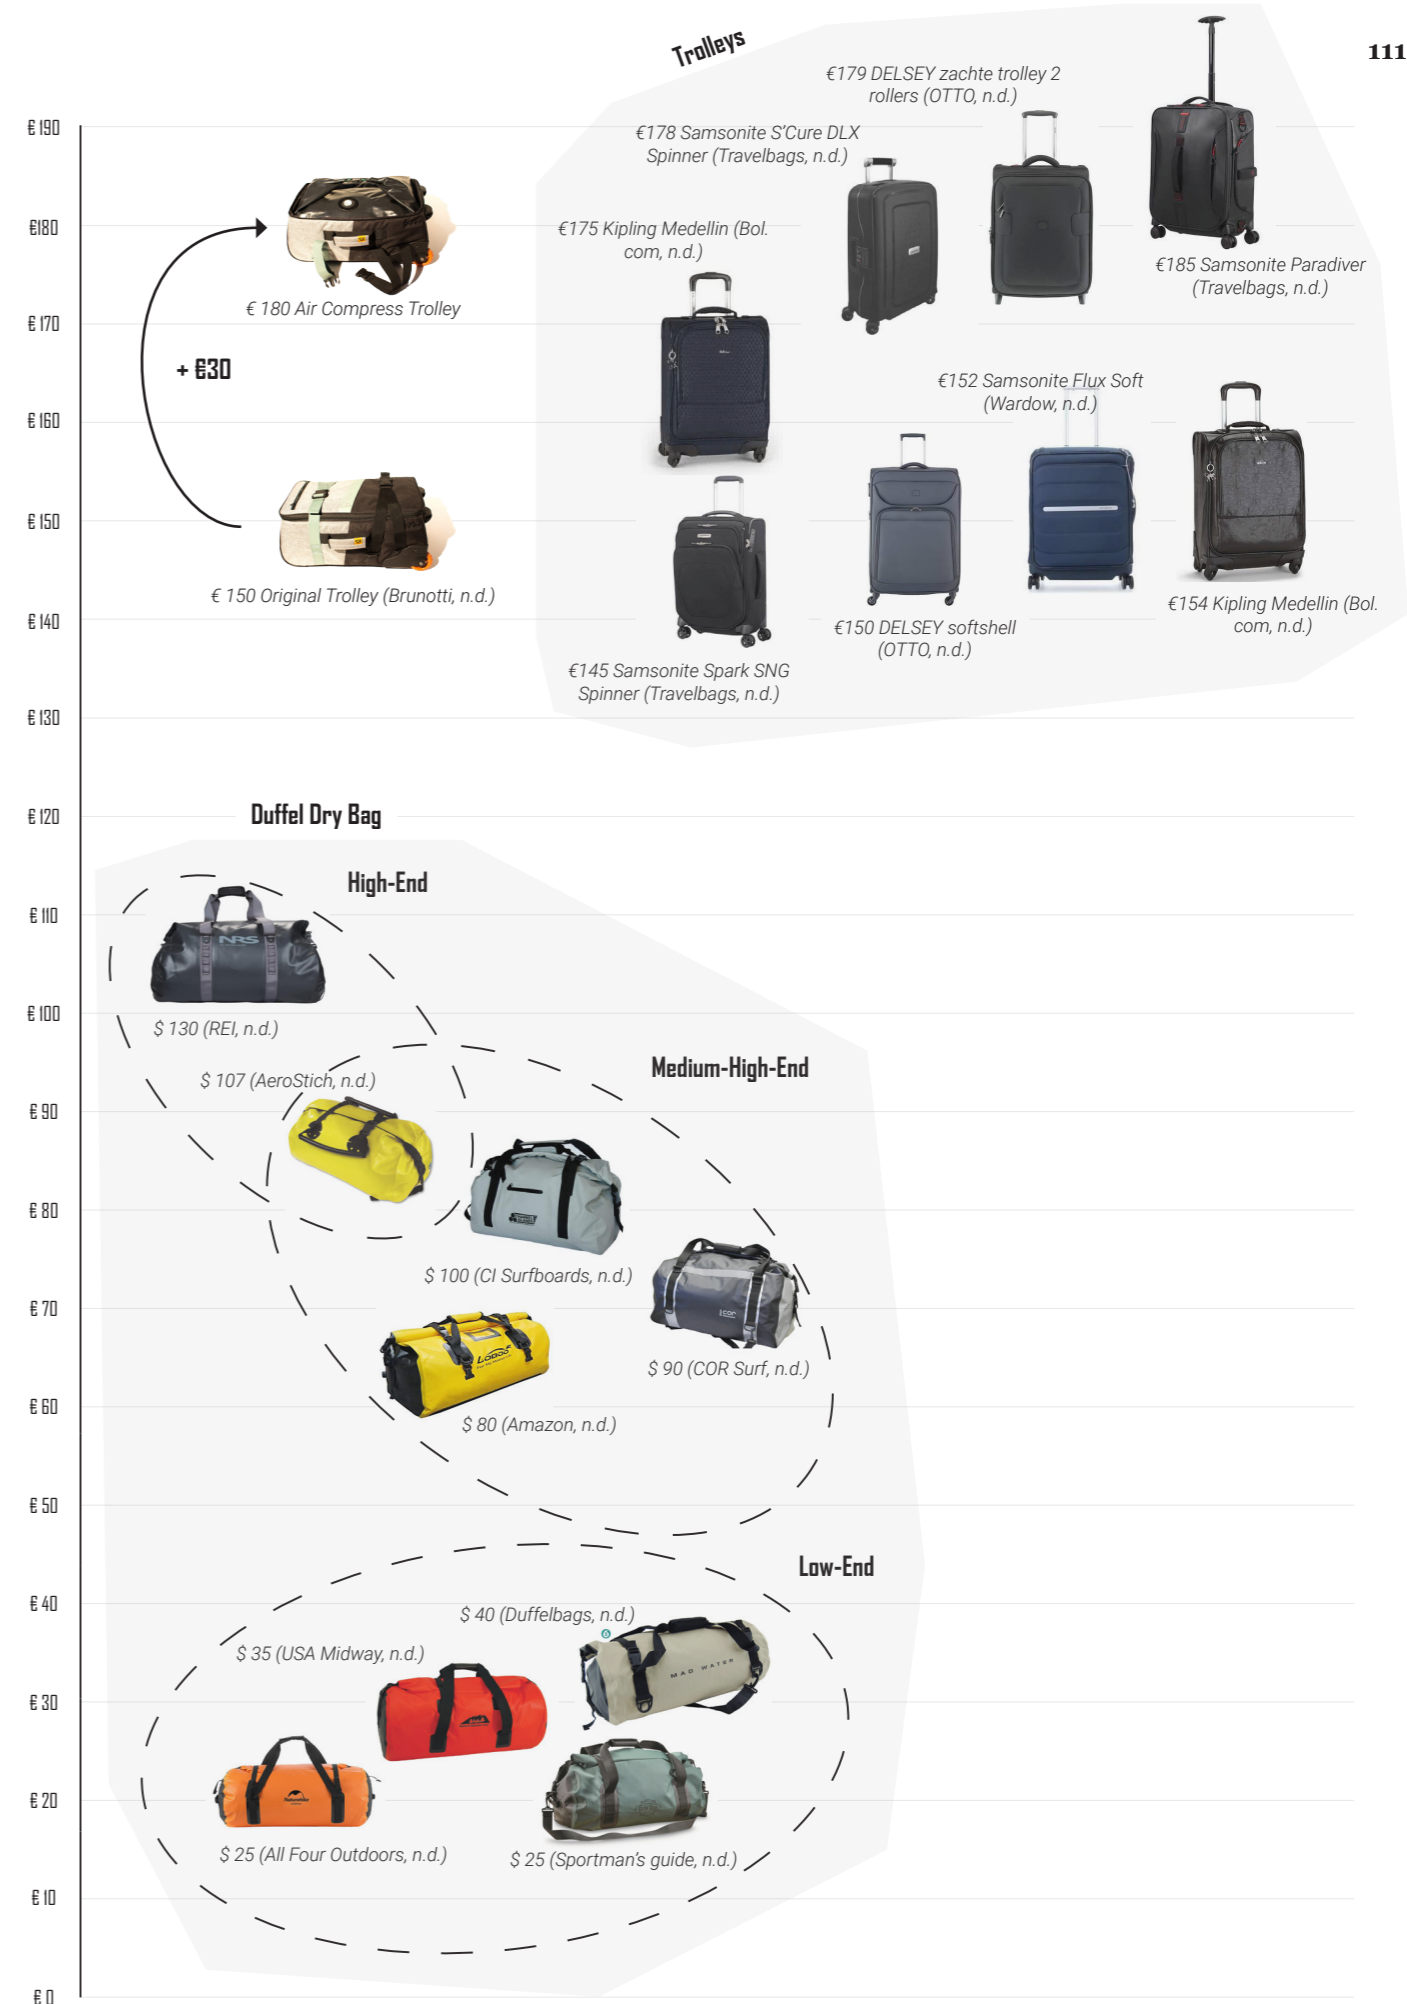 111
Trolleys
€179 DELSEY zachte trolley 2
rollers (OTTO, n.d.)
€ 190
€178 Samsonite S'Cure DLX
Spinner (Travelbags, n.d.)
€180
€175 Kipling Medellin (Bol.
com, n.d.)
€185 Samsonite Paradiver
(Travelbags, n.d.)
€ 180 Air Compress Trolley
€ 170
+ €30
€152 Samsonite Flux Soft
(Wardow, n.d.)
€ 160
€ 150
€ 150 Original Trolley (Brunotti, n.d.)
€154 Kipling Medellin (Bol.
com, n.d.)
€ 140
€150 DELSEY softshell
(OTTO, n.d.)
€145 Samsonite Spark SNG
Spinner (Travelbags, n.d.)
€ 130
€ 120
Duffel Dry Bag
High-End
€ 110
NRS
€ 100
$ 130 (REI, n.d.)
Medium-High-End
$ 107 (AeroStich, n.d.)
€ 90
€ 80
$ 100 (CI Surfboards, n.d.)
€ 70
COR
$ 90 (COR Surf, n.d.)
€ 60
$ 80 (Amazon, n.d.)
€ 50
Low-End
€ 40
$ 40 (Duffelbags, n.d.)
$ 35 (USA Midway, n.d.)
MAD WATER
€ 30
Naturehike
€ 20
$ 25 (All Four Outdoors, n.d.)
$ 25 (Sportman's guide, n.d.)
€ 10
€ 0